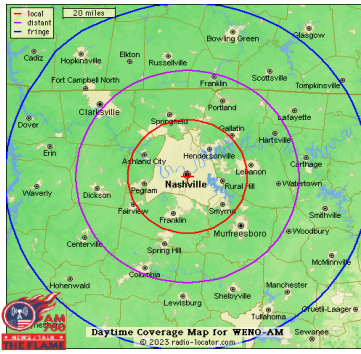 local
distant
fringe
20 miles
Glasgow
Bowling Green
Cadiz
Hopkinsville
Elkton
Russellville
Scottsville
Tompkinsville
Fort Campbell North
Franklin
Clarksville
Portland
Lafayette
Dover
Springfield
Gallatin
Hartsville
Erin
Hendersonville
Ashland City
Carthage
Lebanon
Nashville
Rural Hill
Watertown
Waverly
Dickson
Pegram
Fairview
Franklin
Smyrna
Smithville
Murfreesboro
Woodbury
Centerville
Spring Hill
McMinnville
Columbia
Hohenwald
Shelbyville
Manchester
Lewisburg
Tullahoma
Gruetli-Laager
Sewanee
AM
760
NEWS/TALK
THE FLAME
Daytime Coverage Map for WENO-AM
© 2023 radio-locator.com